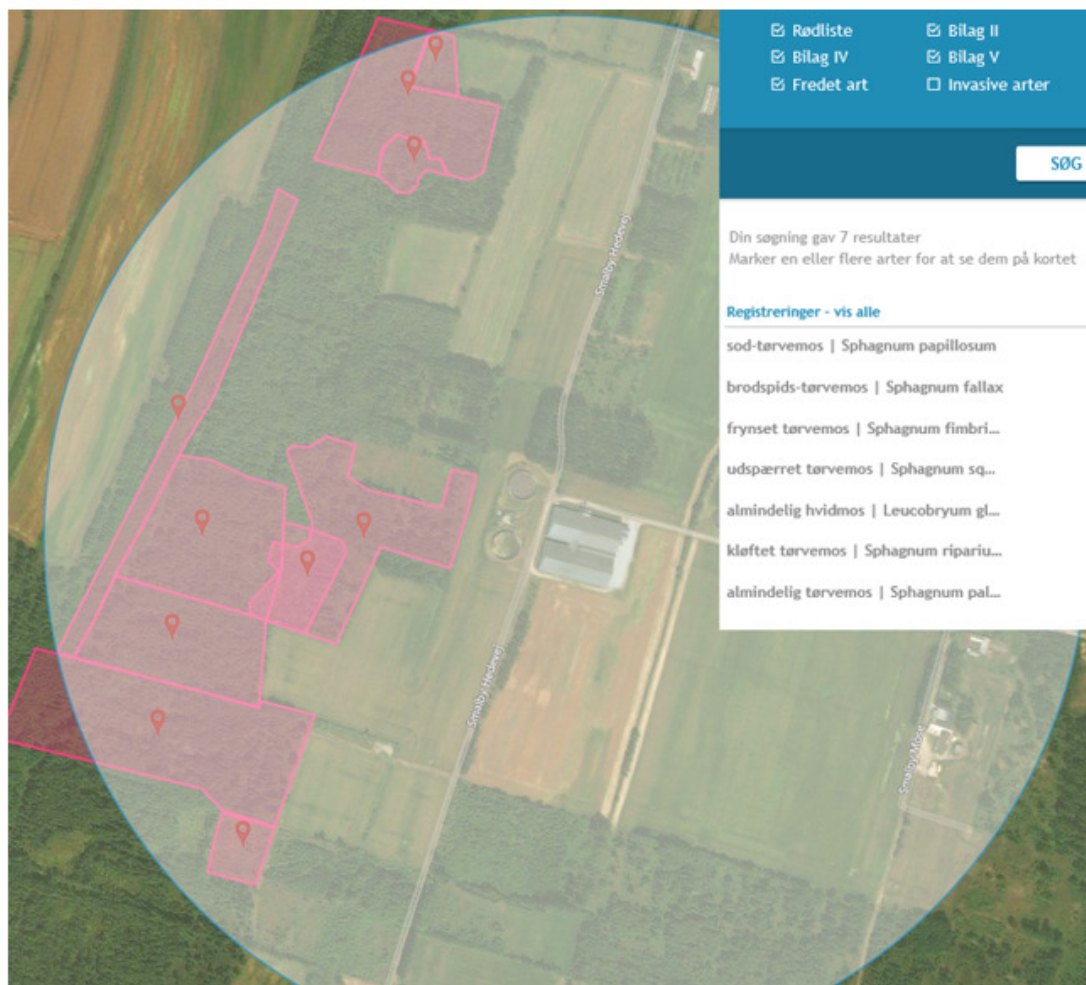 Rødliste
Bilag II
Bilag IV
Bilag V
Fredet art
Invasive arter
SØG
Din søgning gav 7 resultater
Marker en eller flere arter for at se dem på kortet
Registreringer - vis alle
sod-tørvemos | Sphagnum papillosum
brodspids-tørvemos | Sphagnum fallax
frynset tørvemos | Sphagnum fimbri...
udspærret tørvemos | Sphagnum sq...
almindelig hvidmos | Leucobryum gl...
kløftet tørvemos | Sphagnum ripariu...
almindelig tørvemos | Sphagnum pal...
Smalby Hedevej
Smalby Hedevej
Smalby Mose